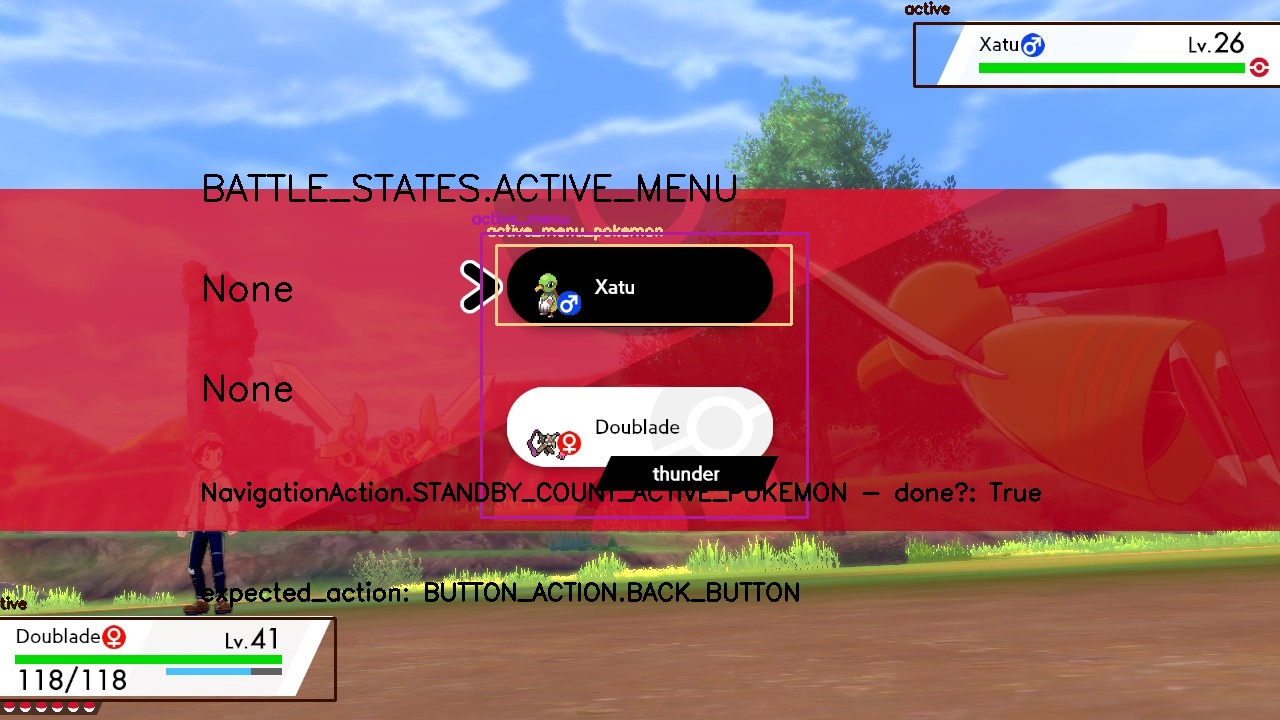 active
Xatu Lv.26
BATTLE_STATES.ACTIVE_MENU
active_menu
active_menu_pokemon
None
Xatu
None
Doublade
thunder
NavigationAction.STANDBY_COUNT_ACTIVE_POKEMON - done?: True
expected_action: BUTTON_ACTION.BACK_BUTTON
tive
Doublade Lv.41
118/118